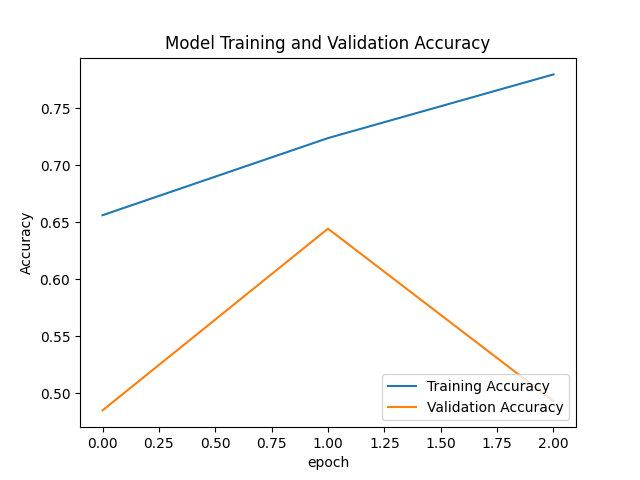 Model Training and Validation Accuracy
Accuracy
0.75
0.70
0.65
0.60
0.55
0.50
Training Accuracy
Validation Accuracy
0.00 0.25 0.50 0.75 1.00 1.25 1.50 1.75 2.00
epoch